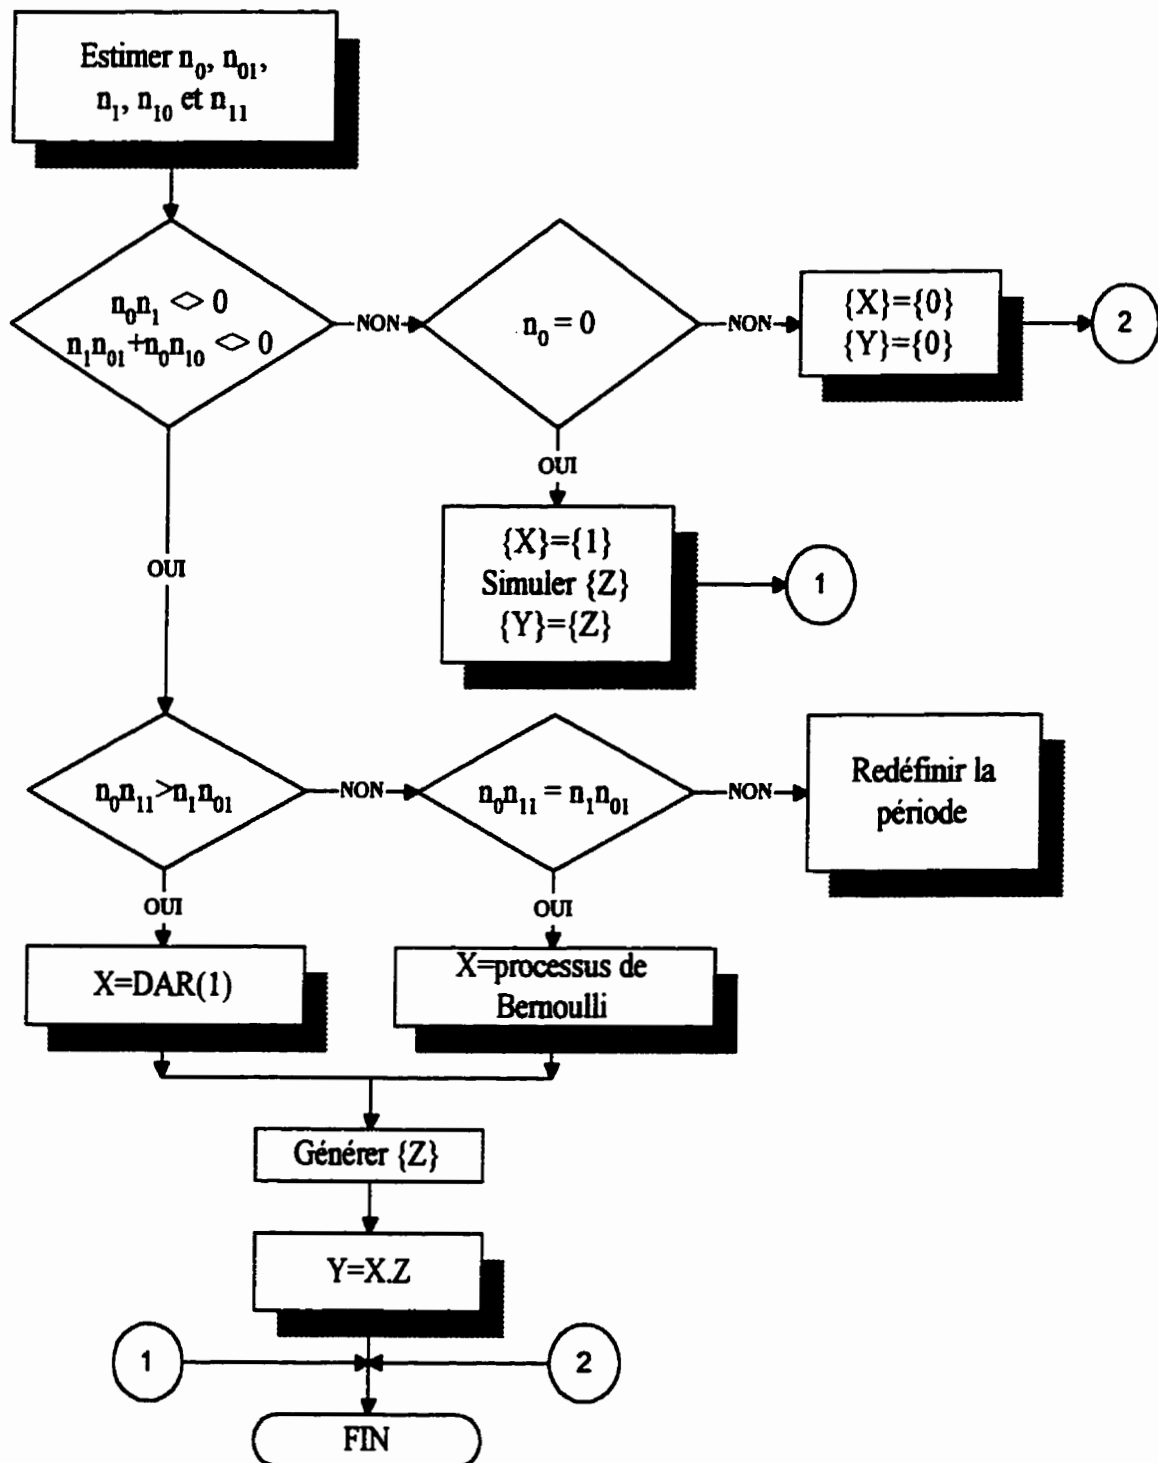 Estimer n₀, n₀₁,
n₁, n₁₀ et n₁₁
n₀n₁ <> 0
n₁n₀₁+n₀n₁₀ <> 0
NON
n₀ = 0
NON
{X}={0}
{Y}={0}
2
OUI
{X}={1}
Simuler {Z}
{Y}={Z}
1
OUI
n₀n₁₁>n₁n₀₁
NON
n₀n₁₁ = n₁n₀₁
NON
Redéfinir la
période
OUI
OUI
X=DAR(1)
X=processus de
Bernoulli
Générer {Z}
Y=X.Z
1
2
FIN